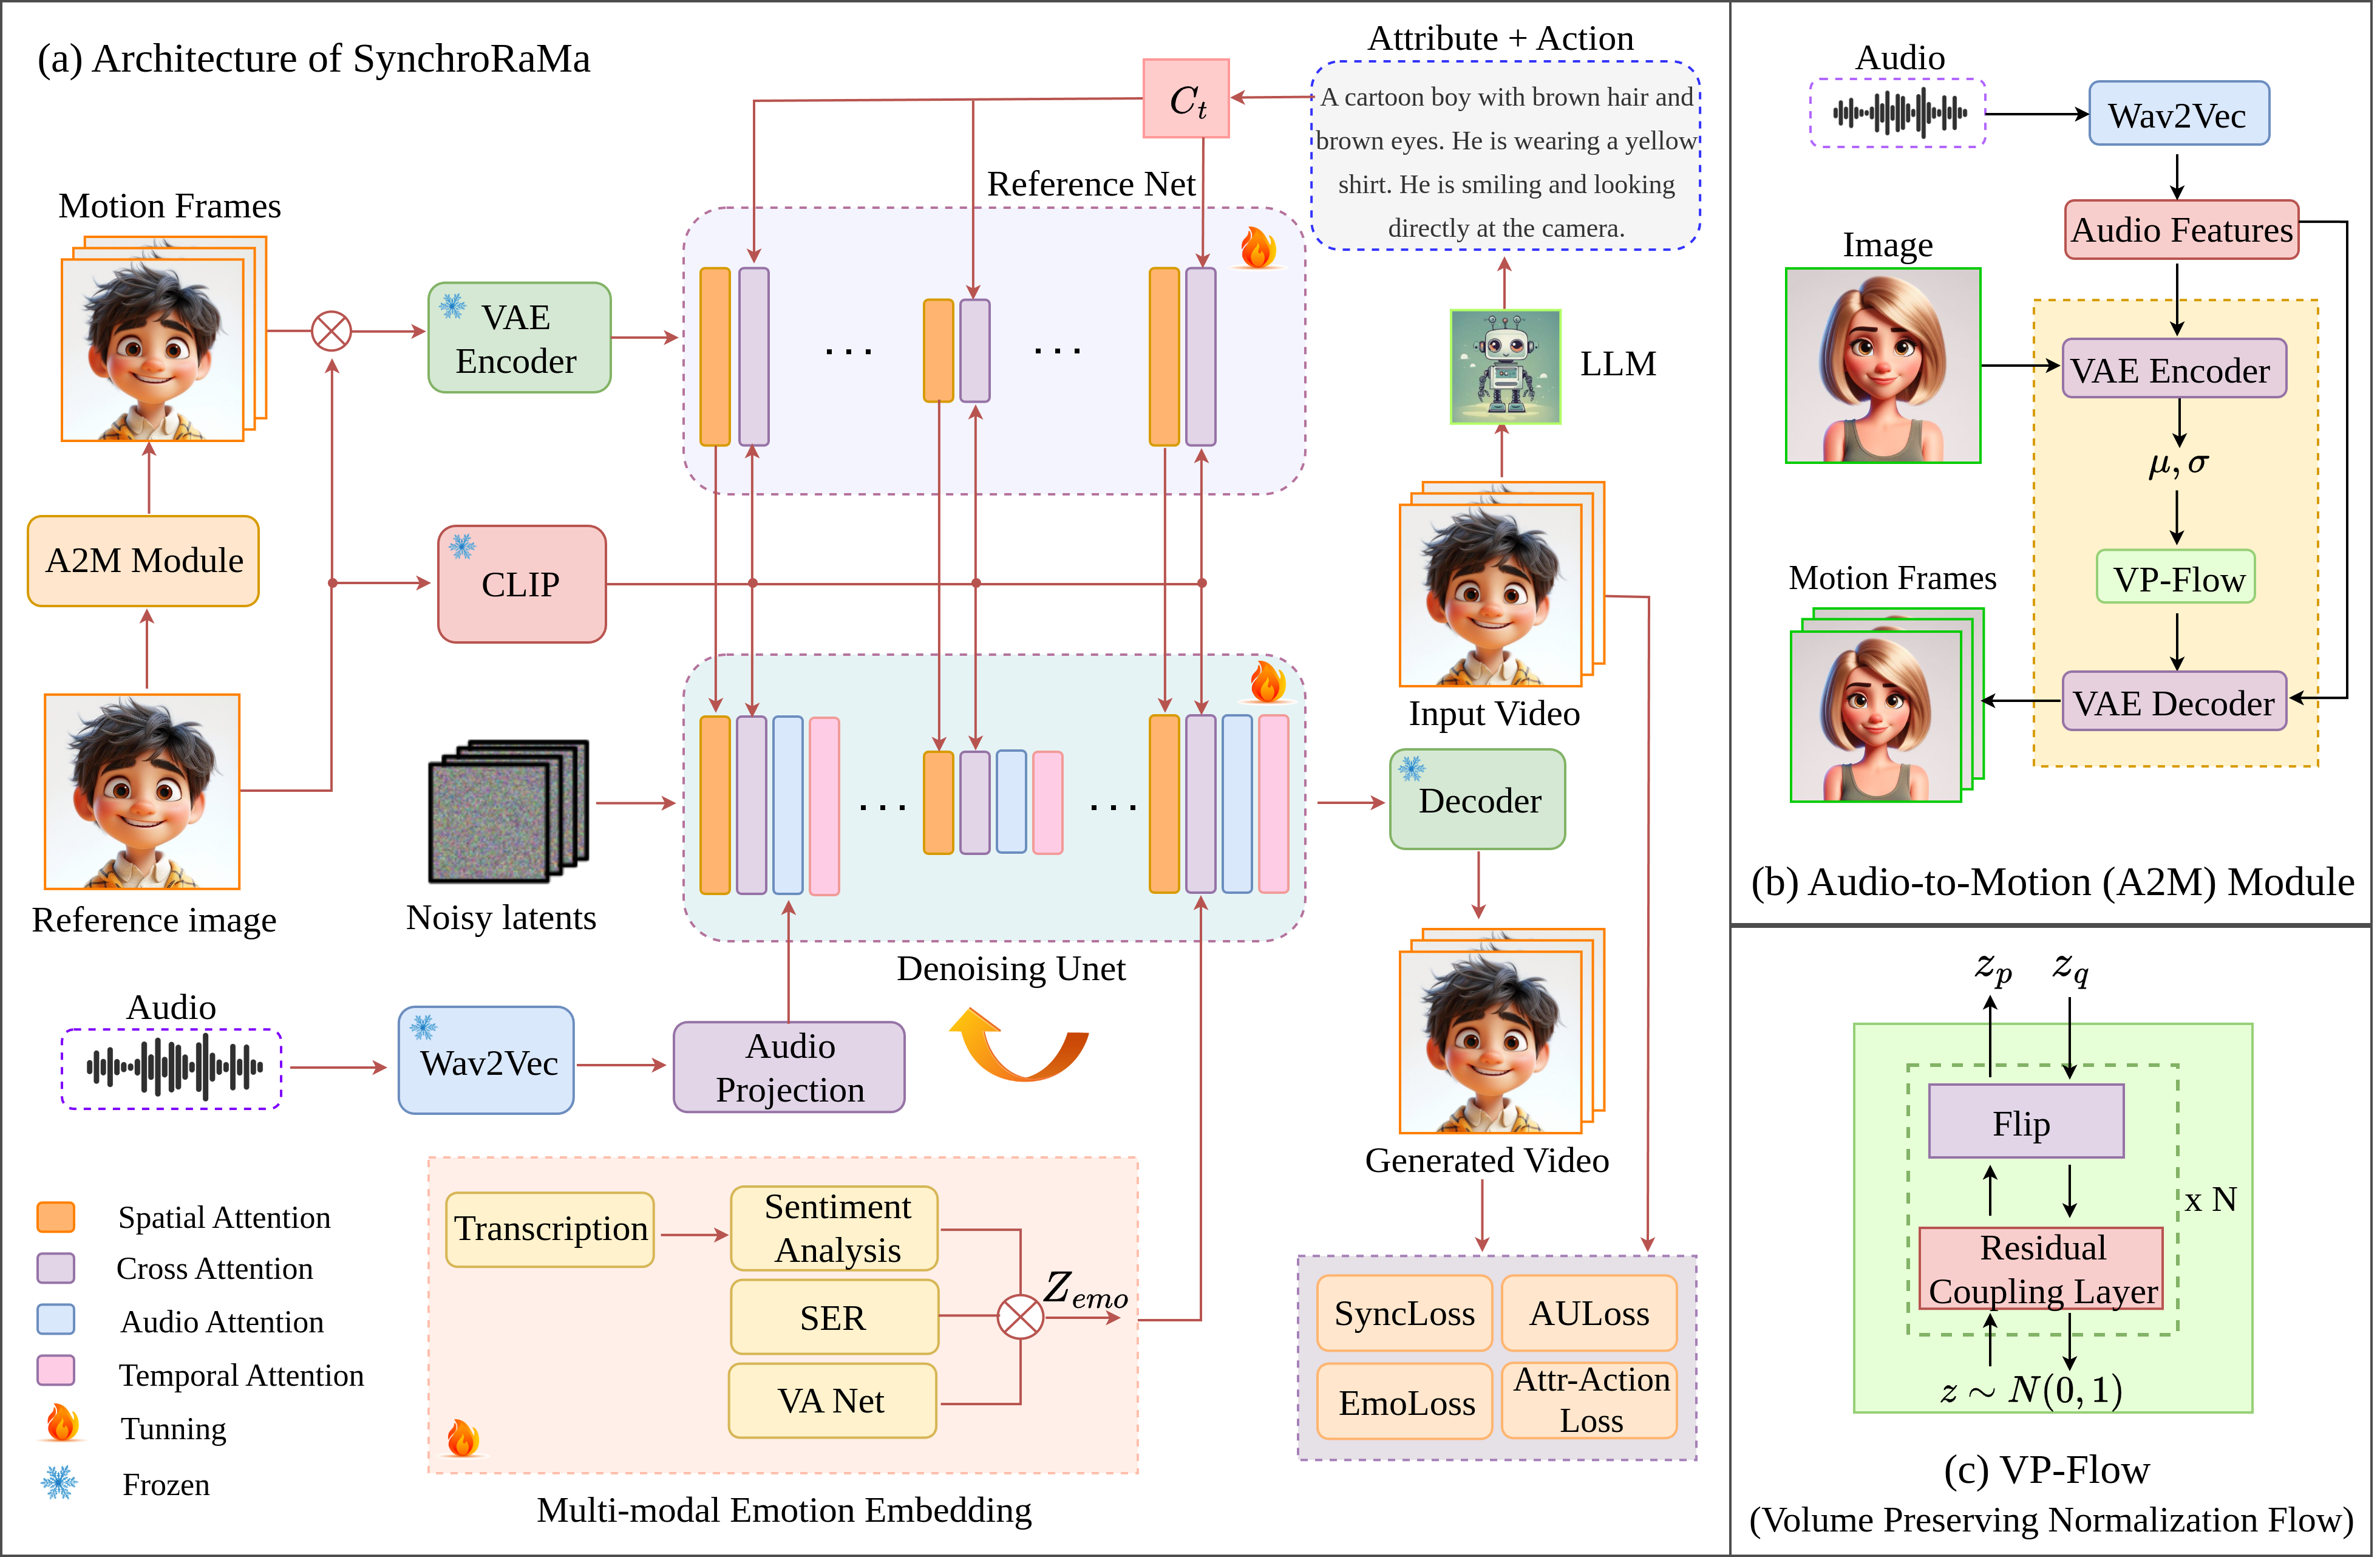 (a) Architecture of SynchroRaMa
Motion Frames
A2M Module
Reference image
VAE
Encoder
CLIP
Noisy latents
Reference Net
. . .
. . .
C_t
Attribute + Action
A cartoon boy with brown hair and
brown eyes. He is wearing a yellow
shirt. He is smiling and looking
directly at the camera.
LLM
Input Video
. . .
. . .
Denoising Unet
Decoder
Generated Video
Audio
Wav2Vec
Audio
Projection
Transcription
Sentiment
Analysis
SER
VA Net
Z_emo
Multi-modal Emotion Embedding
SyncLoss
AULoss
EmoLoss
Attr-Action
Loss
Spatial Attention
Cross Attention
Audio Attention
Temporal Attention
Tunning
Frozen
Audio
Wav2Vec
Audio Features
Image
VAE Encoder
μ, σ
VP-Flow
Motion Frames
VAE Decoder
(b) Audio-to-Motion (A2M) Module
z_p z_q
Flip
x N
Residual
Coupling Layer
z ∼ N(0, 1)
(c) VP-Flow
(Volume Preserving Normalization Flow)